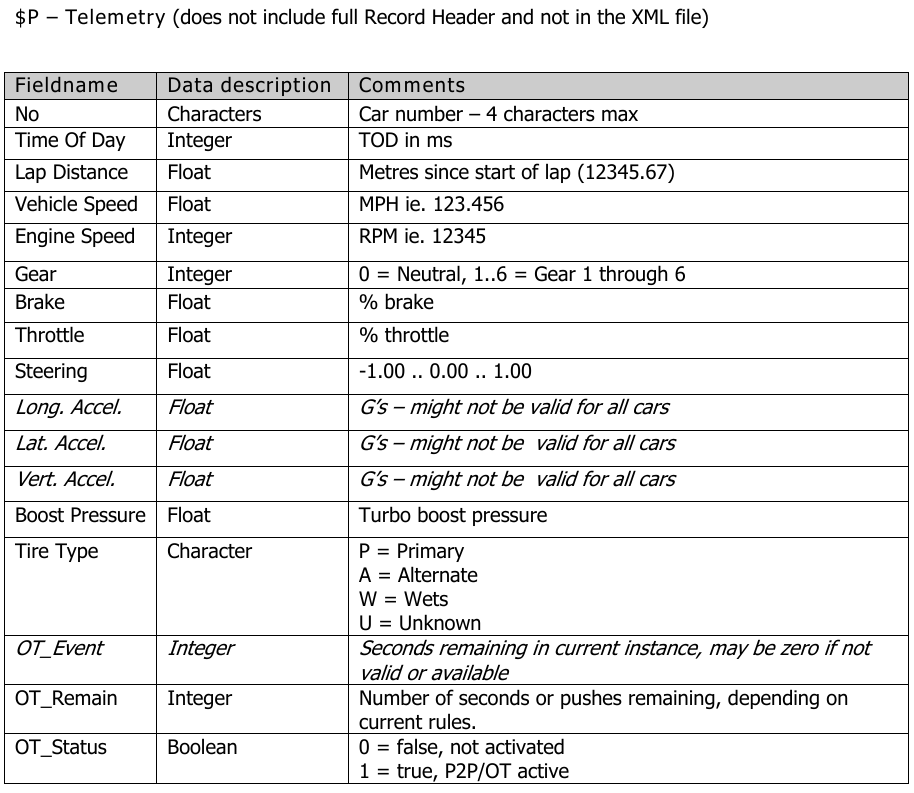 $P – Telemetry (does not include full Record Header and not in the XML file)
Fieldname Data description Comments
No Characters Car number – 4 characters max
Time Of Day Integer TOD in ms
Lap Distance Float Metres since start of lap (12345.67)
Vehicle Speed Float MPH ie. 123.456
Engine Speed Integer RPM ie. 12345
Gear Integer 0 = Neutral, 1..6 = Gear 1 through 6
Brake Float % brake
Throttle Float % throttle
Steering Float -1.00 .. 0.00 .. 1.00
Long. Accel. Float G’s – might not be valid for all cars
Lat. Accel. Float G’s – might not be  valid for all cars
Vert. Accel. Float G’s – might not be  valid for all cars
Boost Pressure Float Turbo boost pressure
Tire Type Character P = Primary
A = Alternate
W = Wets
U = Unknown
OT_Event Integer Seconds remaining in current instance, may be zero if not
valid or available
OT_Remain Integer Number of seconds or pushes remaining, depending on
current rules.
OT_Status Boolean 0 = false, not activated
1 = true, P2P/OT active